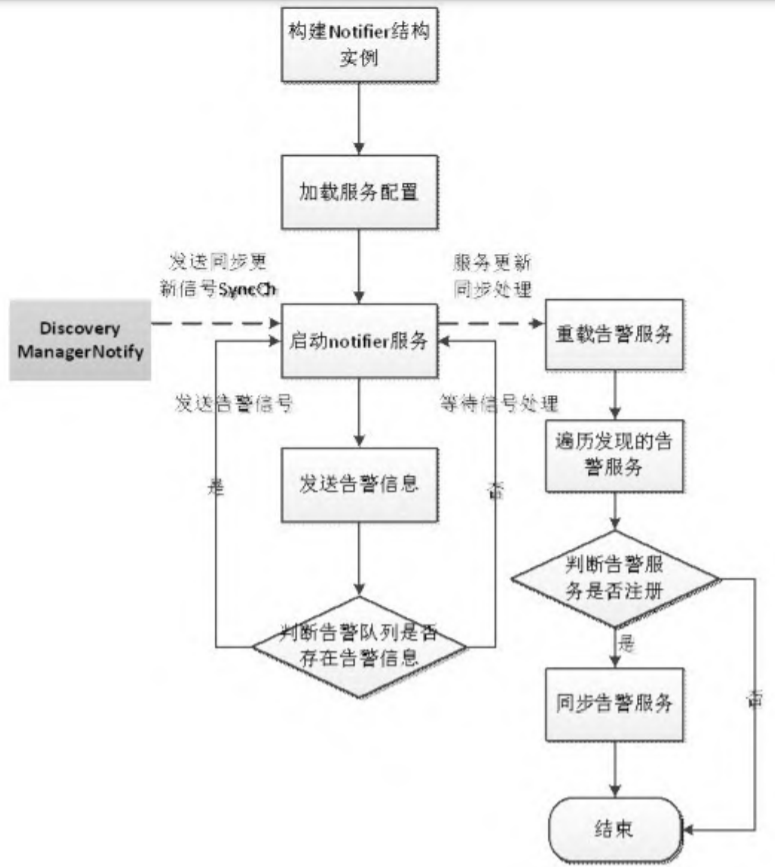 构建Notifier结构
实例
加载服务配置
发送同步更
新信号SyncCh
服务更新
同步处理
Discovery
ManagerNotify
启动notifier服务
重载告警服务
发送告警信号
等待信号处理
遍历发现的告
警服务
发送告警信息
是
否
判断告警服
务是否注册
判断告警队列是否
存在告警信息
是
否
同步告警服务
结束